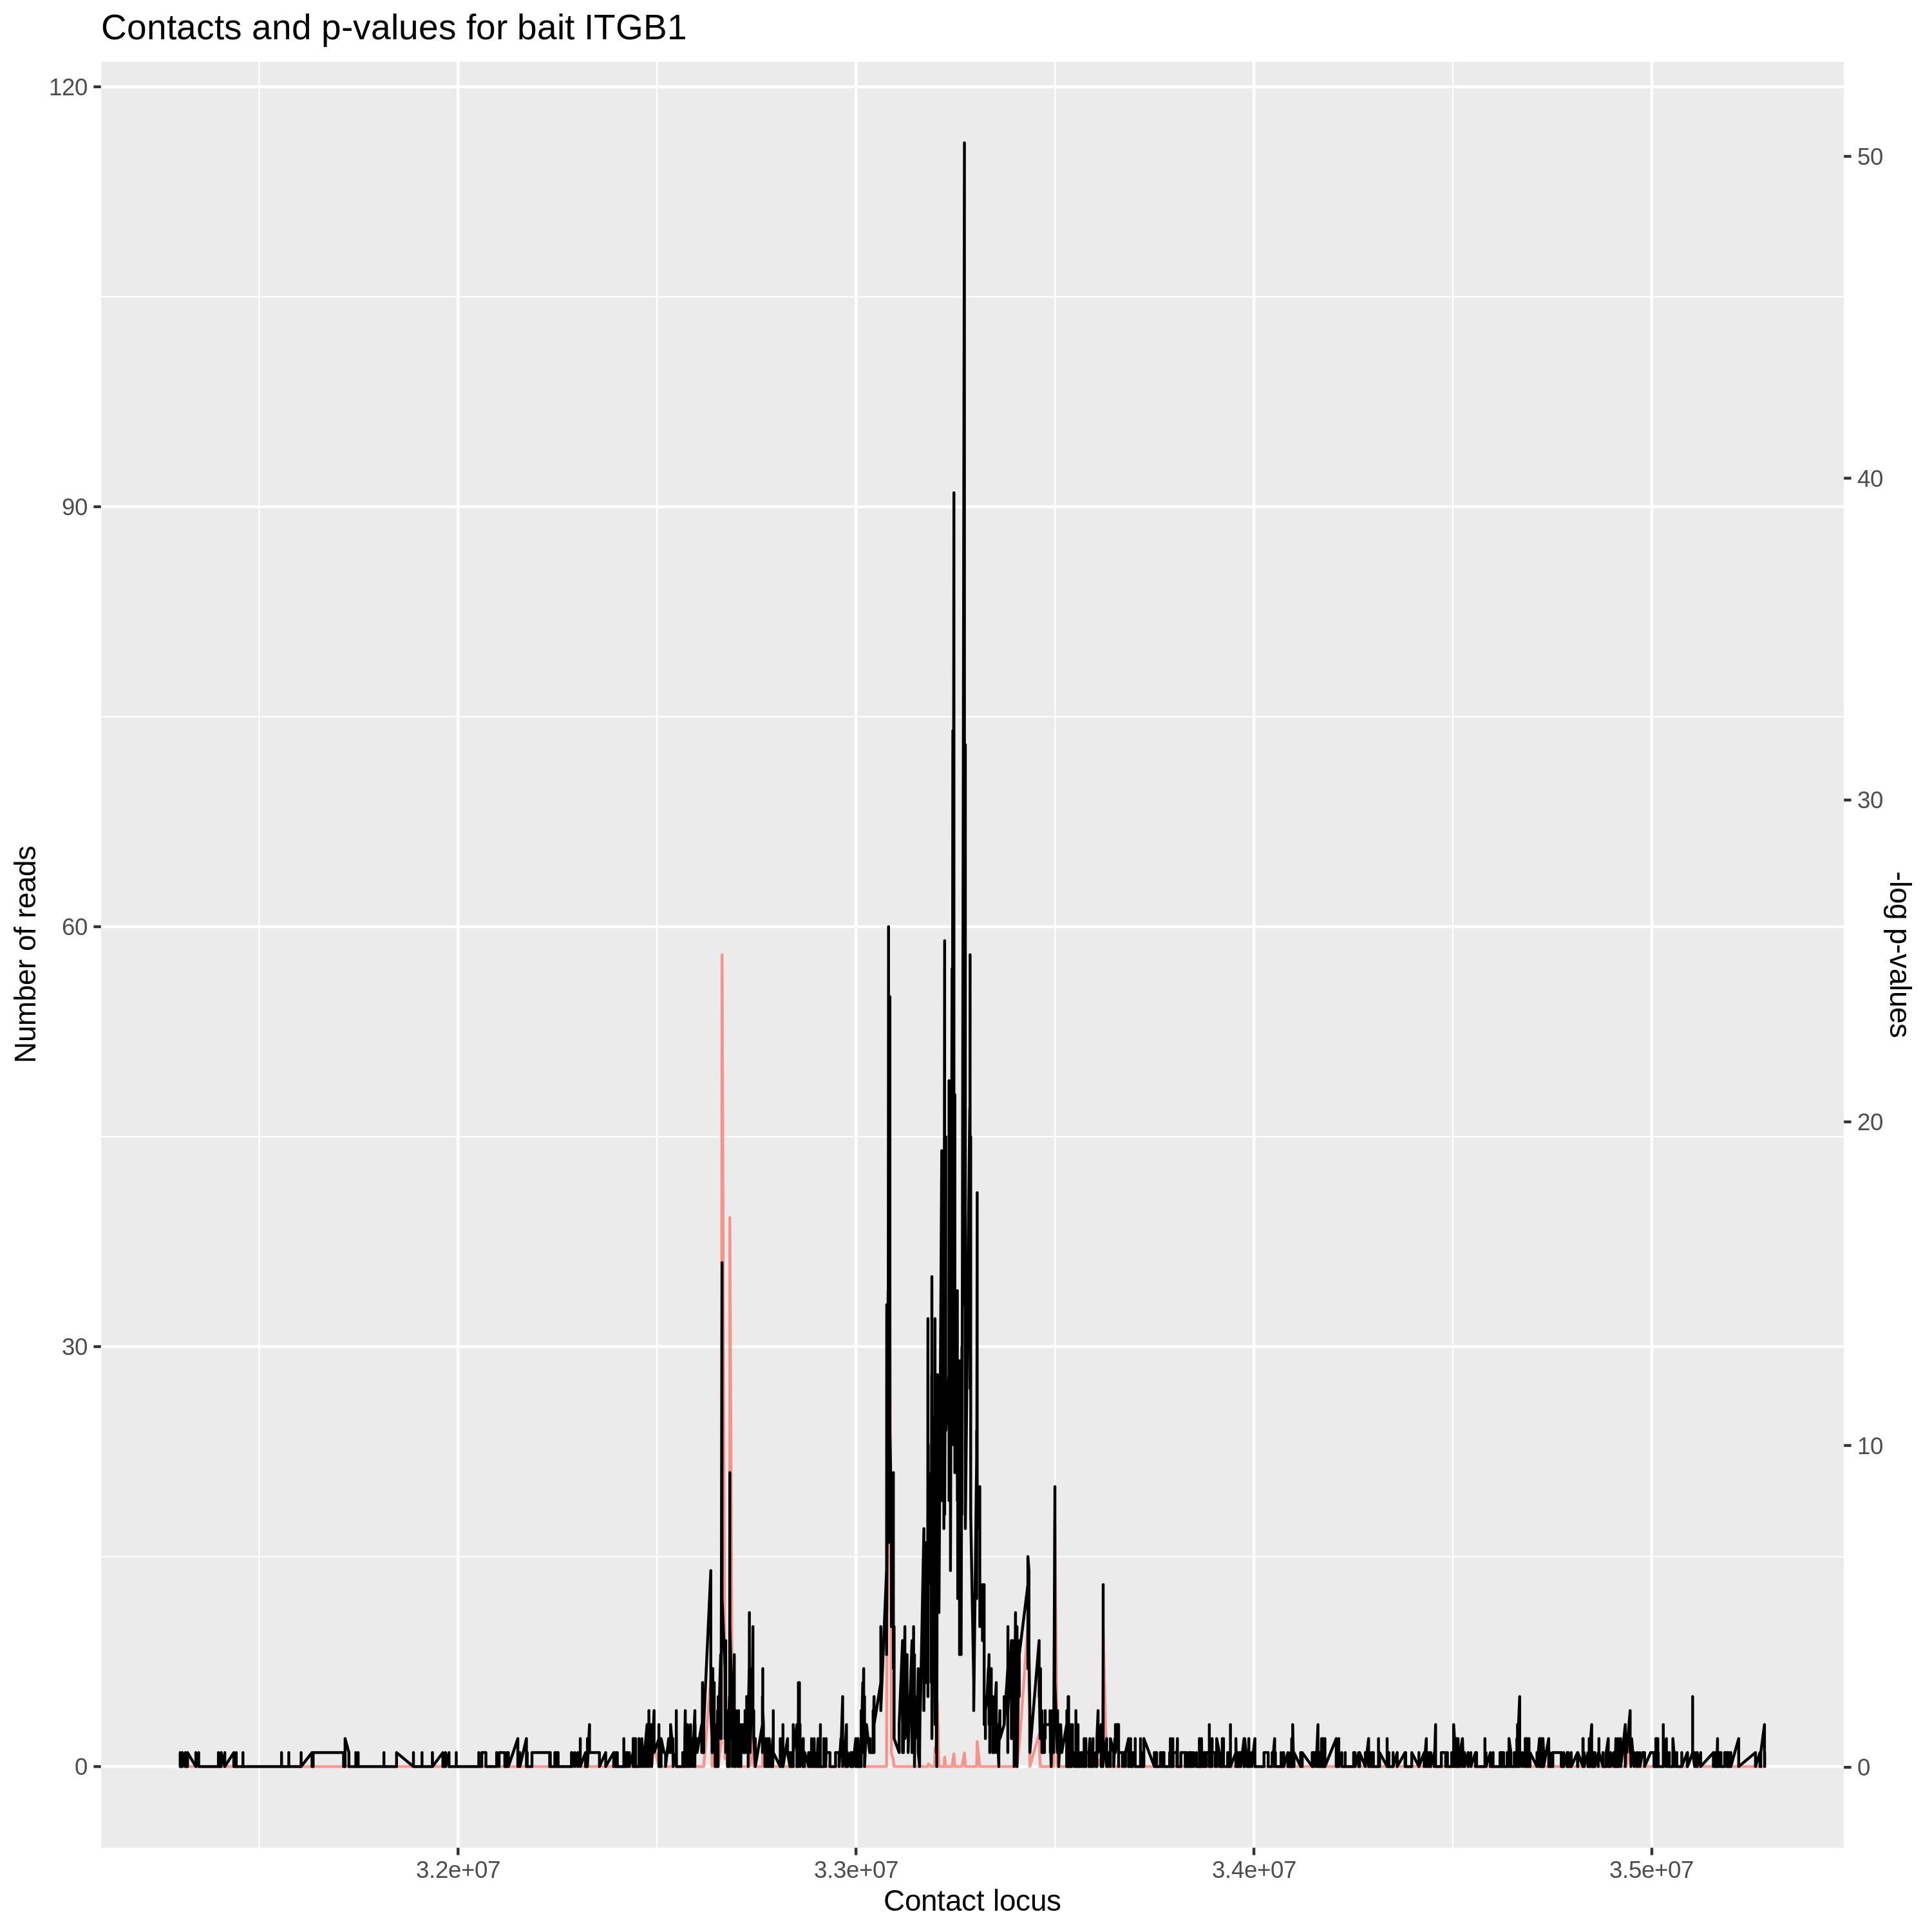 Contacts and p-values for bait ITGB1
120
90
60
30
0
Number of reads
50
40
30
20
10
0
-log p-values
3.2e+07
3.3e+07
3.4e+07
3.5e+07
Contact locus